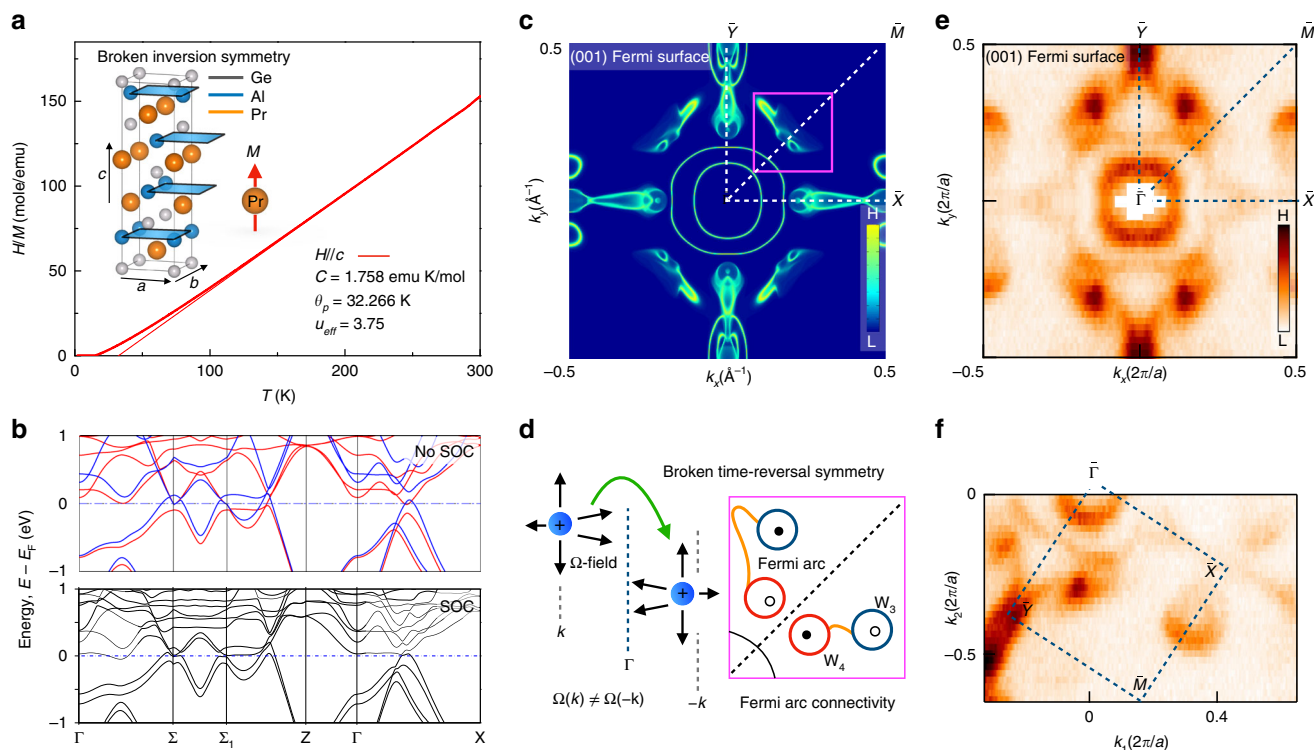 a
Broken inversion symmetry
Ge
Al
Pr
c
a
b
M
Pr
H//c
C = 1.758 emu K/mol
θp = 32.266 K
ueff = 3.75
H/M (mole/emu)
150
100
50
0
0
100
200
300
T (K)
b
Energy, E − EF (eV)
1
0
−1
No SOC
1
0
−1
SOC
Γ
Σ
Σ1
Z
Γ
X
c
Ȳ
M̄
0.5
(001) Fermi surface
X̄
ky(Å−1)
H
L
−0.5
kx(Å−1)
0.5
d
Broken time-reversal symmetry
+
Ω-field
+
k
Γ
−k
Ω(k) ≠ Ω(-k)
Fermi arc
W3
W4
Fermi arc connectivity
e
Ȳ
M̄
0.5
(001) Fermi surface
Γ̄
X̄
ky(2π/a)
H
L
−0.5
kx(2π/a)
0.5
f
Γ̄
0
X̄
Ȳ
k2(2π/a)
−0.5
M̄
0
0.4
k1(2π/a)